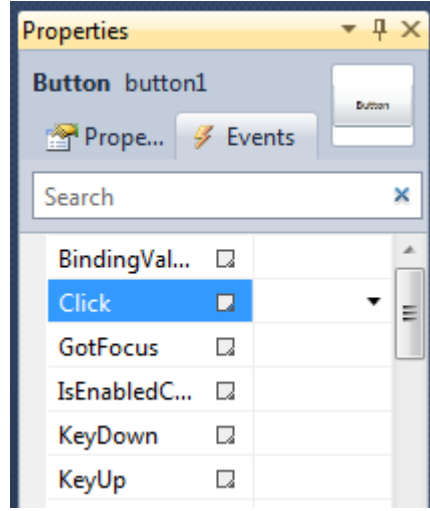 Properties
Button button1
Button
Prope... Events
Search
BindingVal...
Click
GotFocus
IsEnabledC...
KeyDown
KeyUp